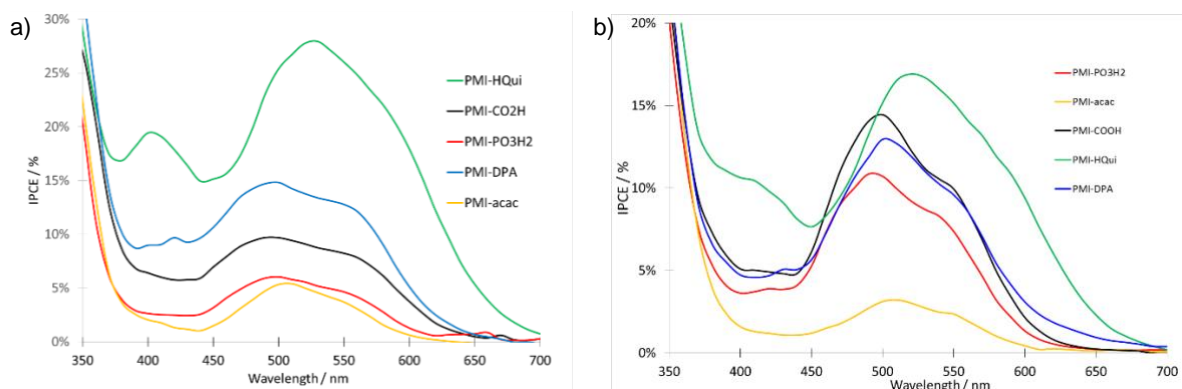 a)
30%
25%
20%
15%
10%
5%
0%
IPCE / %
350 400 450 500 550 600 650 700
Wavelength / nm
PMI-HQui
PMI-CO2H
PMI-PO3H2
PMI-DPA
PMI-acac
b)
20%
15%
10%
5%
0%
IPCE / %
350 400 450 500 550 600 650 700
Wavelength / nm
PMI-PO3H2
PMI-acac
PMI-COOH
PMI-HQui
PMI-DPA